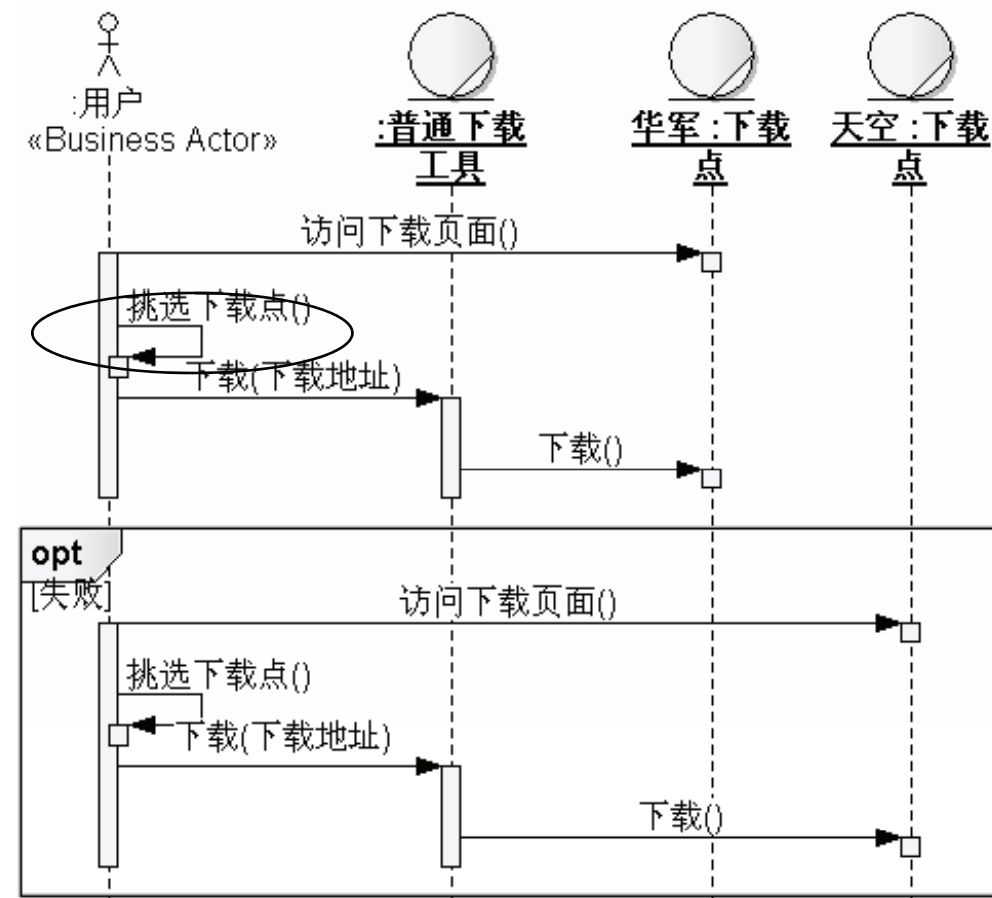 :用户
«Business Actor»
:普通下载
工具
华军 :下载
点
天空 :下载
点
访问下载页面()
挑选下载点()
下载(下载地址)
下载()
opt
[失败]
访问下载页面()
挑选下载点()
下载(下载地址)
下载()